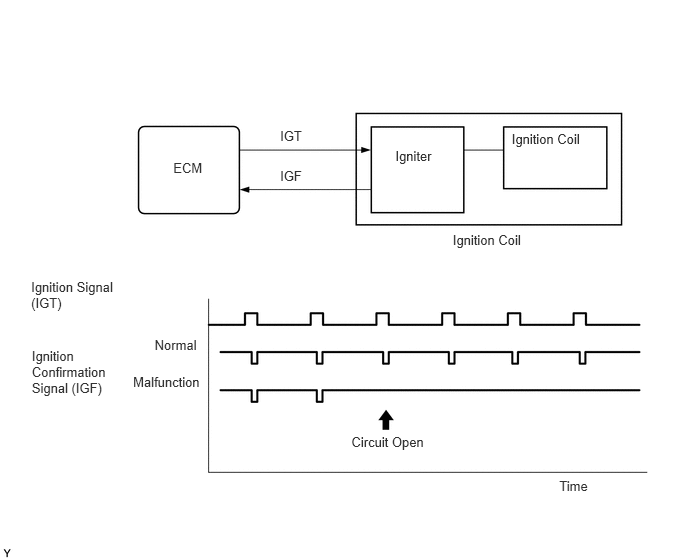 IGT
ECM
IGF
Igniter
Ignition Coil
Ignition Coil
Ignition Signal
(IGT)
Normal
Ignition
Confirmation
Signal (IGF)
Malfunction
Circuit Open
Time
Y